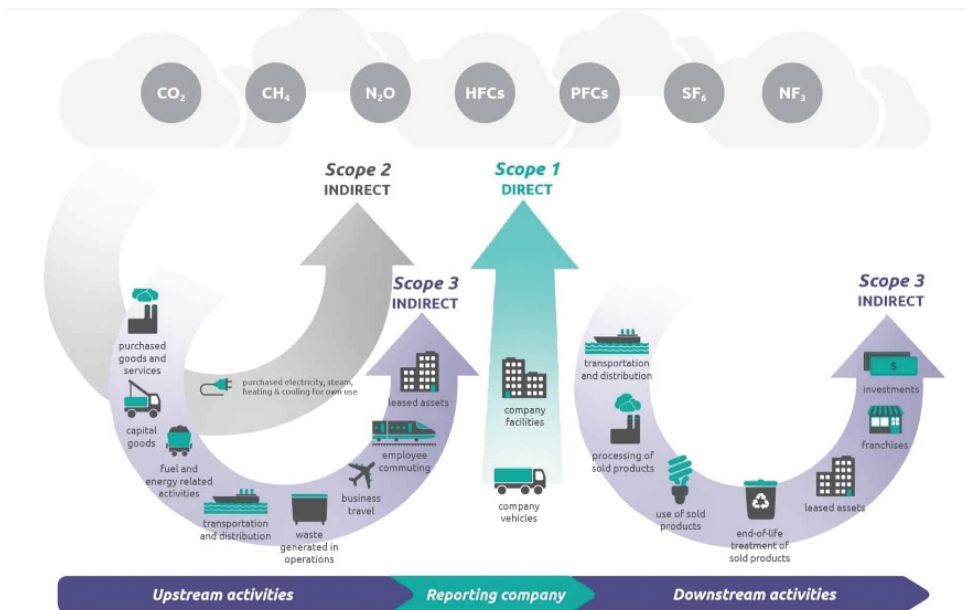 CO₂
CH₄
N₂O
HFCs
PFCs
SF₆
NF₃
Scope 2
INDIRECT
Scope 1
DIRECT
Scope 3
INDIRECT
Scope 3
INDIRECT
purchased
goods and
services
capital
goods
fuel and
energy related
activities
transportation
and distribution
waste
generated in
operations
business
travel
employee
commuting
leased assets
purchased electricity, steam,
heating & cooling for own use
company
facilities
company
vehicles
transportation
and distribution
processing of
sold products
use of sold
products
end-of-life
treatment of
sold products
leased assets
franchises
$
investments
Upstream activities
Reporting company
Downstream activities